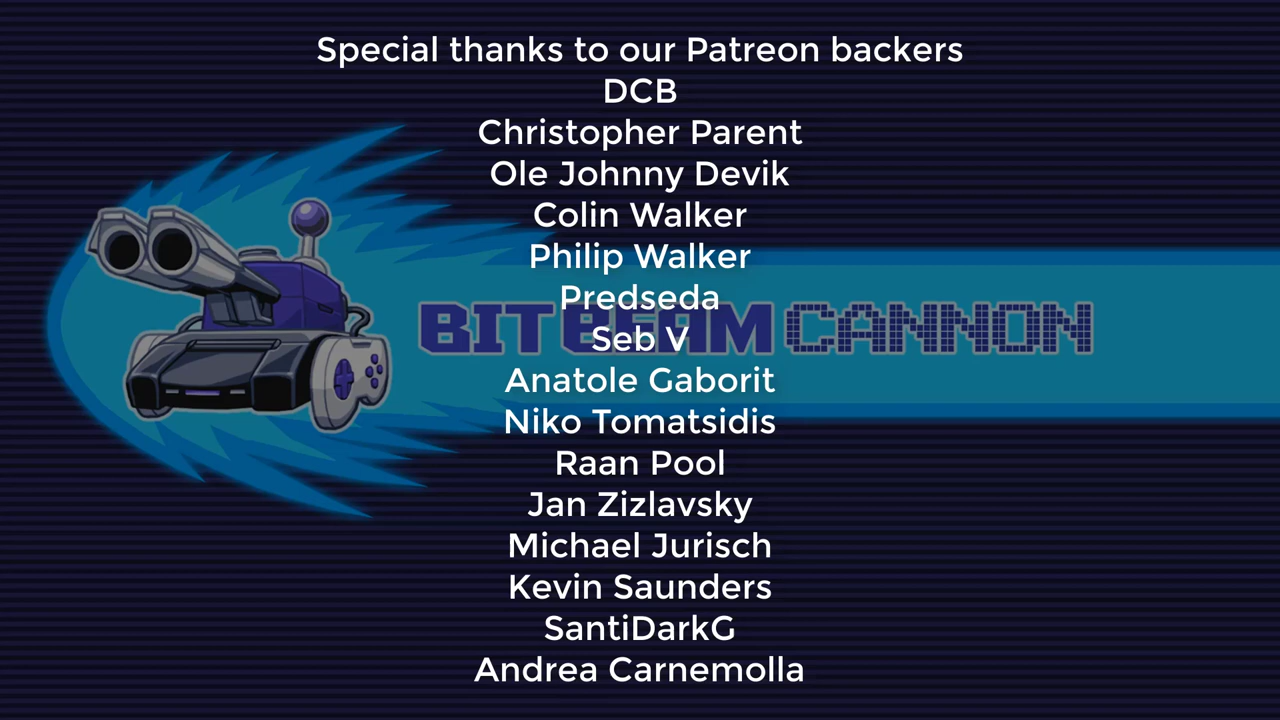 Special thanks to our Patreon backers
DCB
Christopher Parent
Ole Johnny Devik
Colin Walker
Philip Walker
Predseda
BIT BEAM CANNON
Seb V
Anatole Gaborit
Niko Tomatsidis
Raan Pool
Jan Zizlavsky
Michael Jurisch
Kevin Saunders
SantiDarkG
Andrea Carnemolla